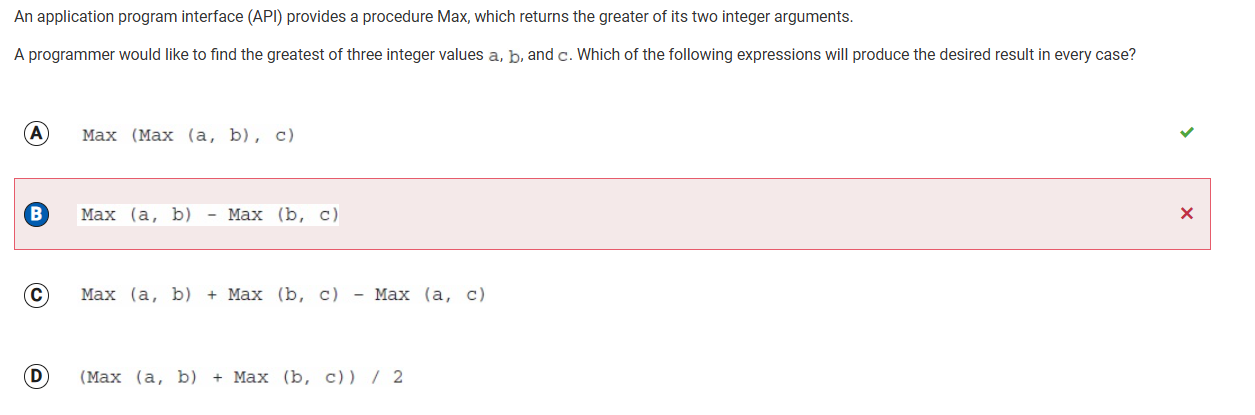 An application program interface (API) provides a procedure Max, which returns the greater of its two integer arguments.
A programmer would like to find the greatest of three integer values a, b, and c. Which of the following expressions will produce the desired result in every case?
A Max (Max (a, b), c)
B Max (a, b) - Max (b, c)
C Max (a, b) + Max (b, c) - Max (a, c)
D (Max (a, b) + Max (b, c)) / 2